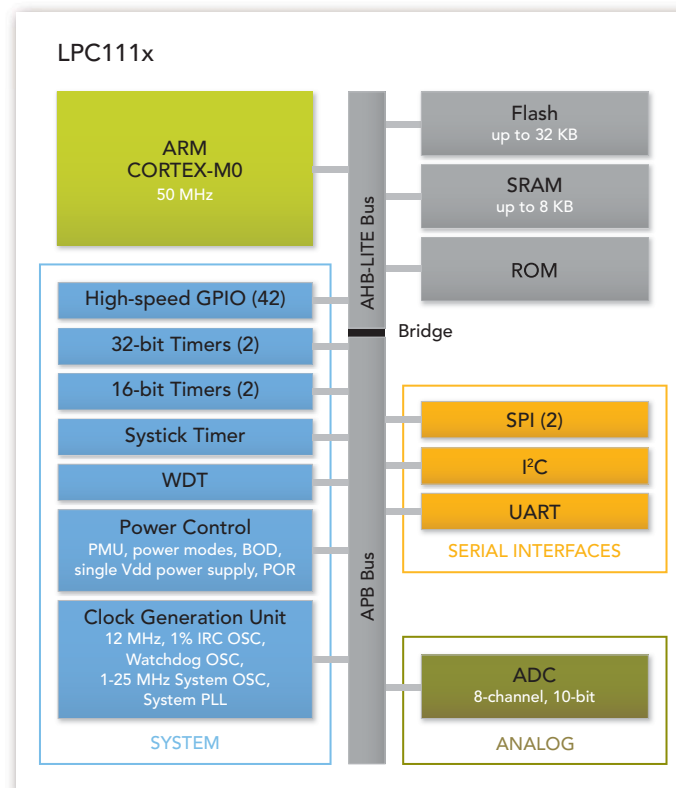 LPC111x
ARM
CORTEX-M0
50 MHz
AHB-LITE Bus
Flash
up to 32 KB
SRAM
up to 8 KB
ROM
High-speed GPIO (42)
Bridge
32-bit Timers (2)
16-bit Timers (2)
Systick Timer
WDT
Power Control
PMU, power modes, BOD,
single Vdd power supply, POR
Clock Generation Unit
12 MHz, 1% IRC OSC,
Watchdog OSC,
1-25 MHz System OSC,
System PLL
SYSTEM
APB Bus
SPI (2)
I²C
UART
SERIAL INTERFACES
ADC
8-channel, 10-bit
ANALOG